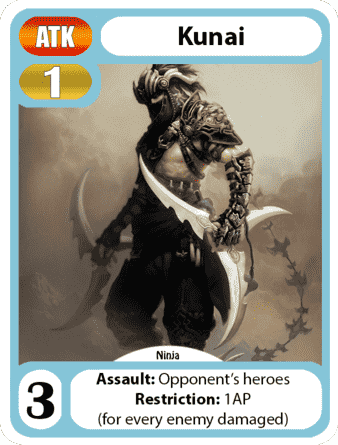 ATK
Kunai
1
Ninja
3
Assault: Opponent's heroes
Restriction: 1AP
(for every enemy damaged)